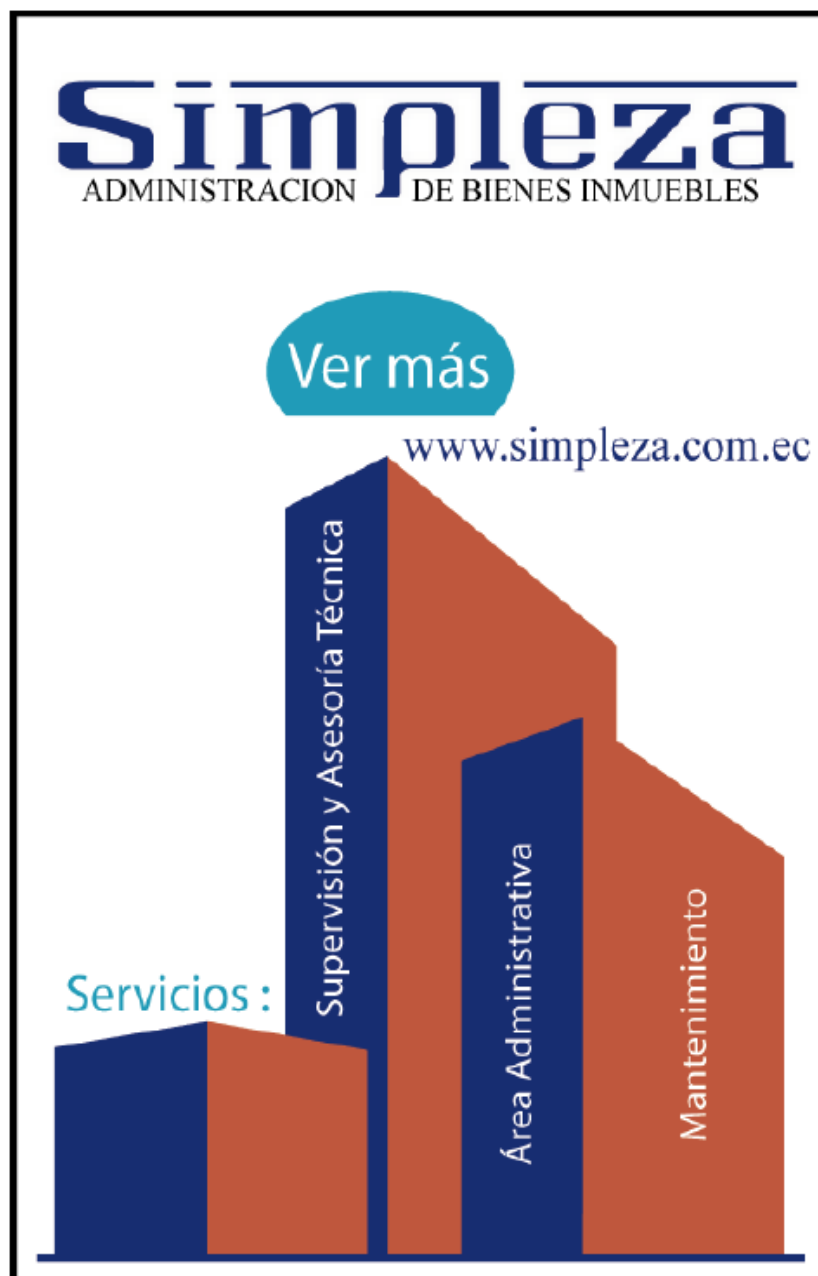 Simpleza
ADMINISTRACION DE BIENES INMUEBLES
Ver más
www.simpleza.com.ec
Servicios :
Supervisión y Asesoría Técnica
Área Administrativa
Mantenimiento